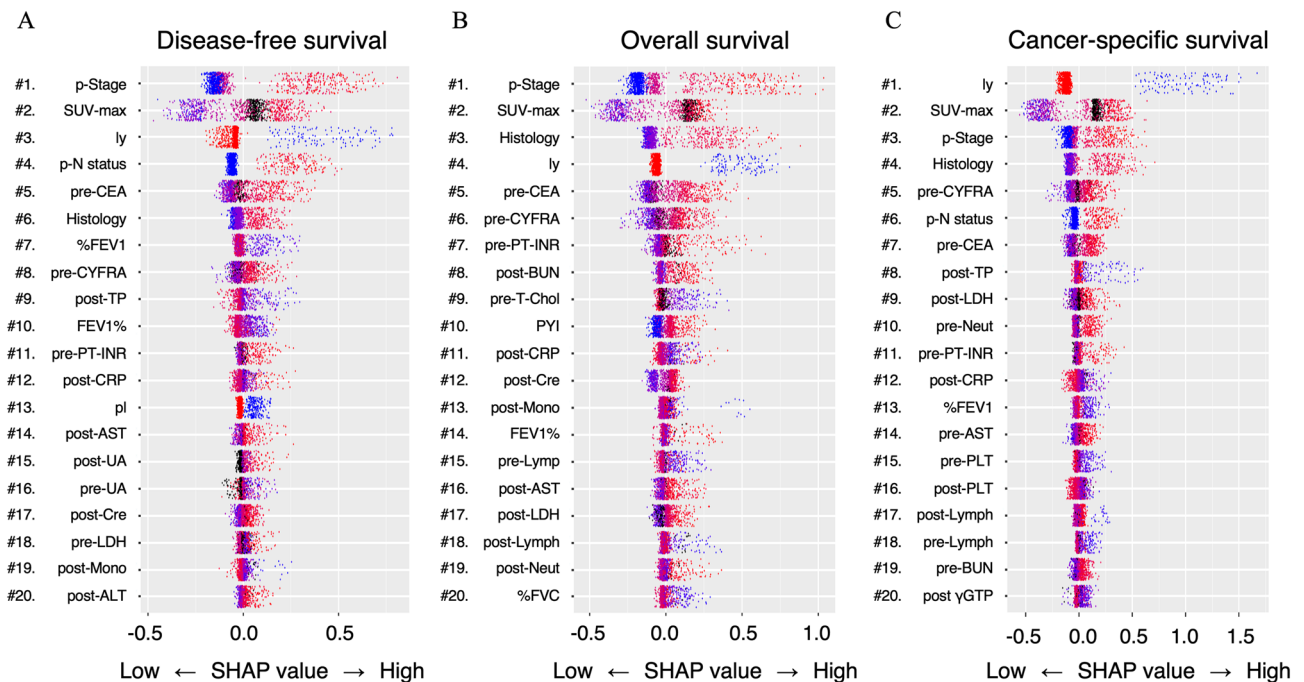 A
Disease-free survival
#1. p-Stage
#2. SUV-max
#3. ly
#4. p-N status
#5. pre-CEA
#6. Histology
#7. %FEV1
#8. pre-CYFRA
#9. post-TP
#10. FEV1%
#11. pre-PT-INR
#12. post-CRP
#13. pl
#14. post-AST
#15. post-UA
#16. pre-UA
#17. post-Cre
#18. pre-LDH
#19. post-Mono
#20. post-ALT
-0.5 0.0 0.5
Low ← SHAP value → High
B
Overall survival
#1. p-Stage
#2. SUV-max
#3. Histology
#4. ly
#5. pre-CEA
#6. pre-CYFRA
#7. pre-PT-INR
#8. post-BUN
#9. pre-T-Chol
#10. PYI
#11. post-CRP
#12. post-Cre
#13. post-Mono
#14. FEV1%
#15. pre-Lymp
#16. post-AST
#17. post-LDH
#18. post-Lymph
#19. post-Neut
#20. %FVC
-0.5 0.0 0.5 1.0
Low ← SHAP value → High
C
Cancer-specific survival
#1. ly
#2. SUV-max
#3. p-Stage
#4. Histology
#5. pre-CYFRA
#6. p-N status
#7. pre-CEA
#8. post-TP
#9. post-LDH
#10. pre-Neut
#11. pre-PT-INR
#12. post-CRP
#13. %FEV1
#14. pre-AST
#15. pre-PLT
#16. post-PLT
#17. post-Lymph
#18. pre-Lymph
#19. pre-BUN
#20. post γGTP
-0.5 0.0 0.5 1.0 1.5
Low ← SHAP value → High